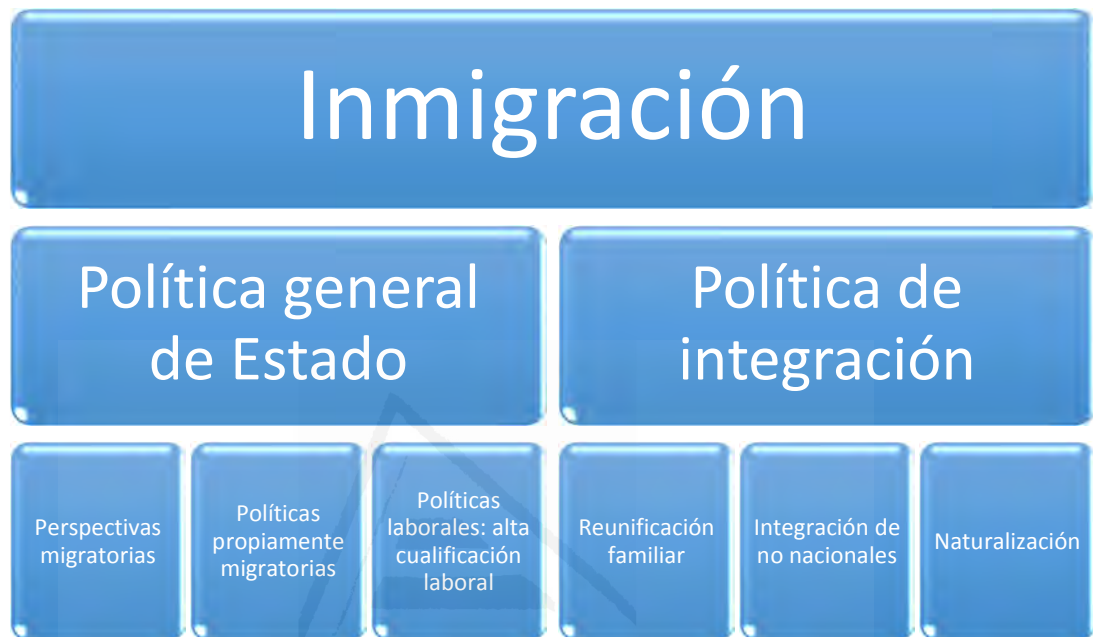 Inmigración
Política general
de Estado
Política de
integración
Perspectivas
migratorias
Políticas
propiamente
migratorias
Políticas
laborales: alta
cualificación
laboral
Reunificación
familiar
Integración de
no nacionales
Naturalización